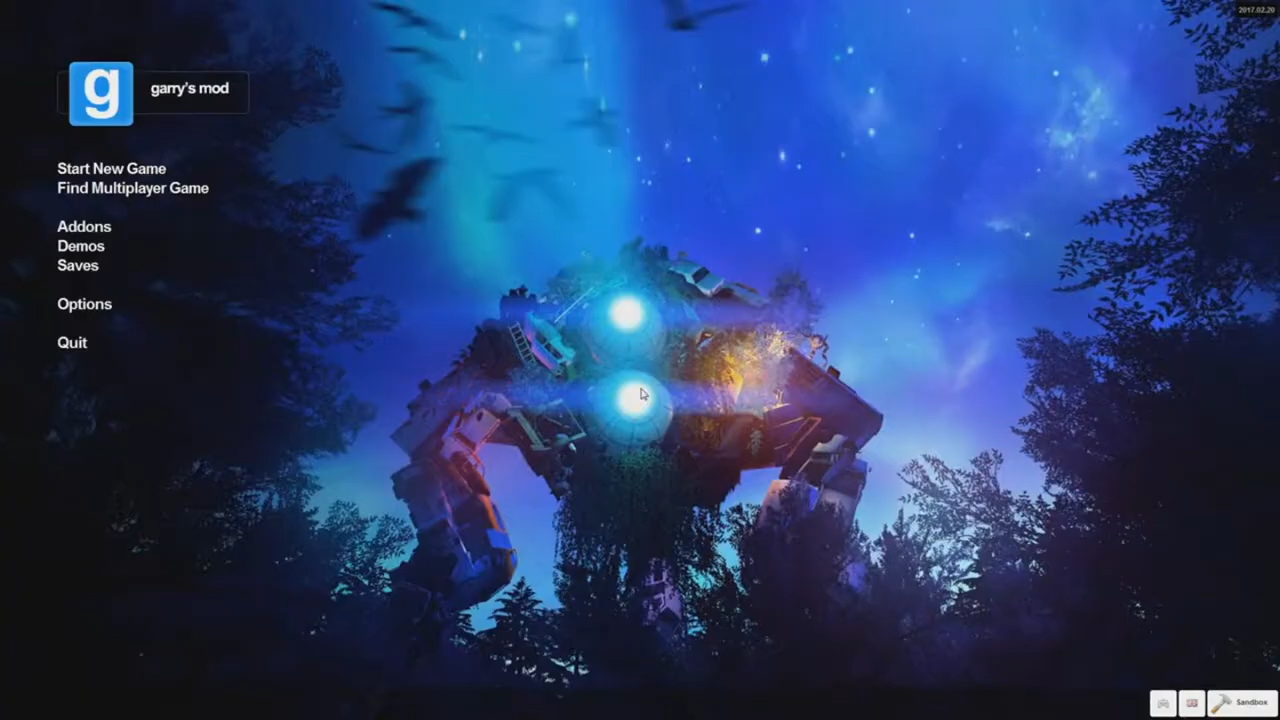 2017.02.20
g
garry's mod
Start New Game
Find Multiplayer Game
Addons
Demos
Saves
Options
Quit
Sandbox